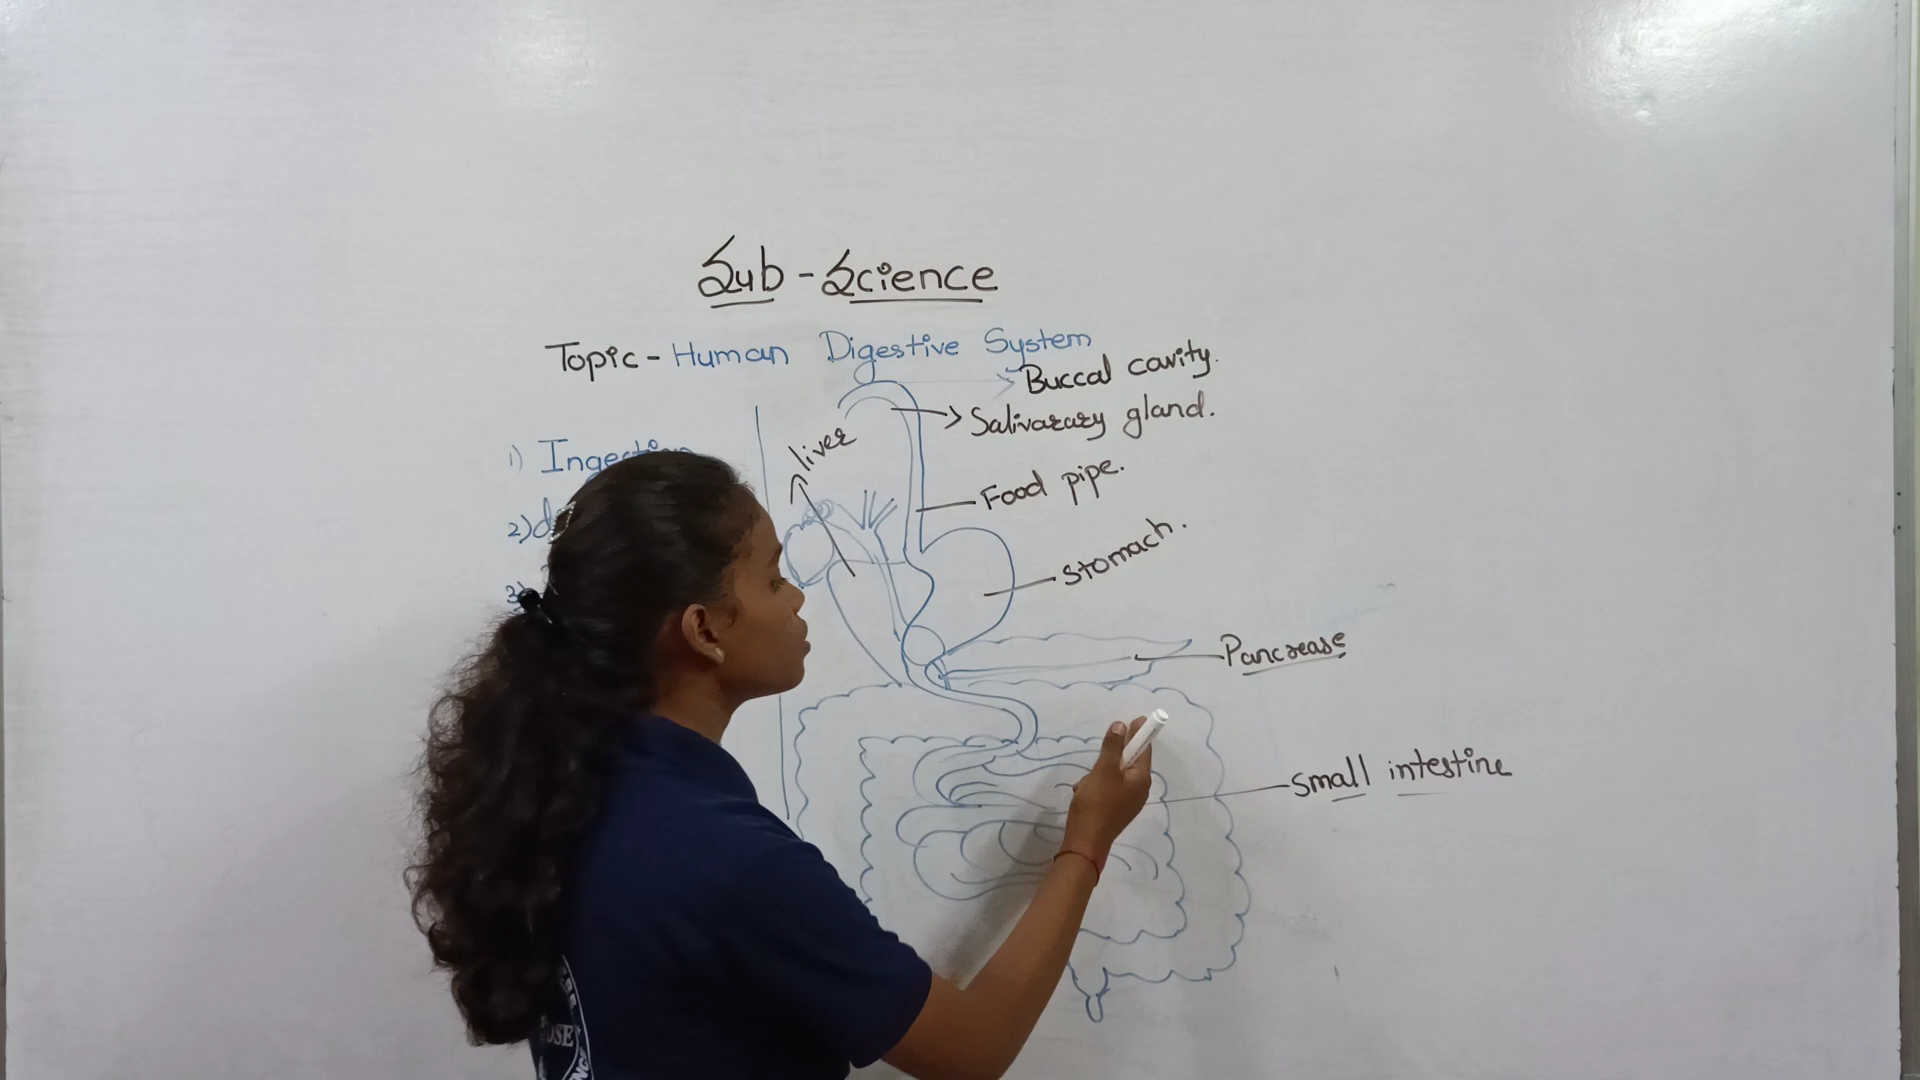 Sub - Science
Topic - Human Digestive System
Buccal cavity.
Salivarary gland.
liver
Food pipe.
stomach.
Pancrease
small intestine
1)
2)
3)